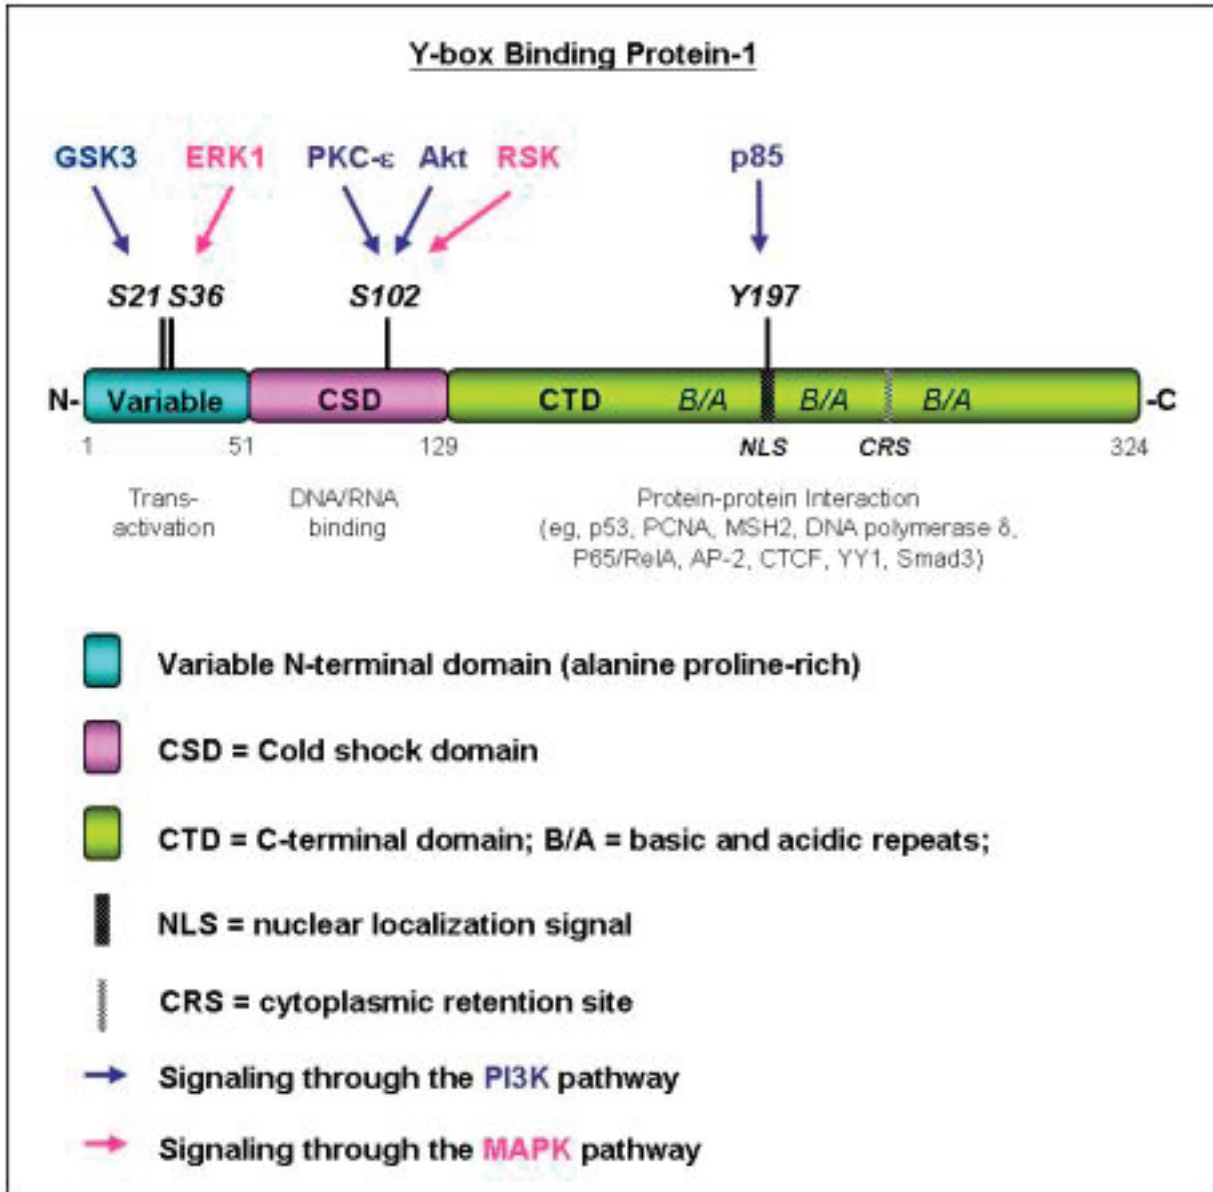 Y-box Binding Protein-1
GSK3 ERK1 PKC-ε Akt RSK p85
S21 S36 S102 Y197
N- Variable CSD CTD B/A B/A B/A -C
1 51 129 NLS CRS 324
Trans-
activation
DNA/RNA
binding
Protein-protein Interaction
(eg, p53, PCNA, MSH2, DNA polymerase δ,
P65/RelA, AP-2, CTCF, YY1, Smad3)
Variable N-terminal domain (alanine proline-rich)
CSD = Cold shock domain
CTD = C-terminal domain; B/A = basic and acidic repeats;
NLS = nuclear localization signal
CRS = cytoplasmic retention site
Signaling through the PI3K pathway
Signaling through the MAPK pathway